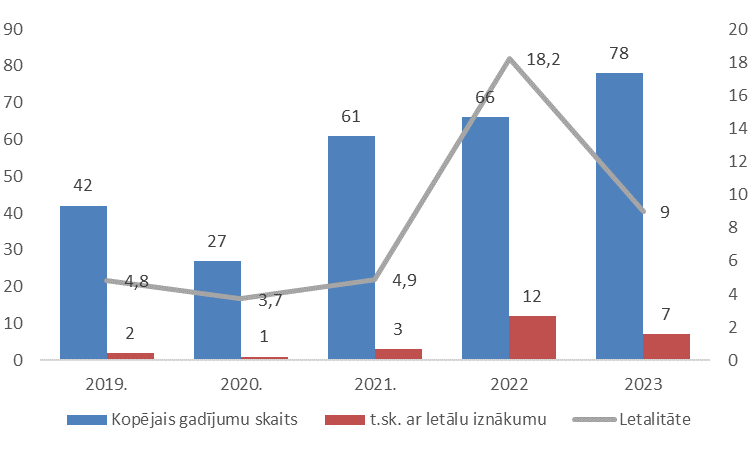 90 20
80 18
70 16
60 14
50 12
40 10
30 8
20 6
10 4
0 2
0
42 27 61 66 78
2 1 3 12 7
4,8 3,7 4,9 18,2 9
2019. 2020. 2021. 2022 2023
Kopējais gadījumu skaits t.sk. ar letālu iznākumu Letalitāte